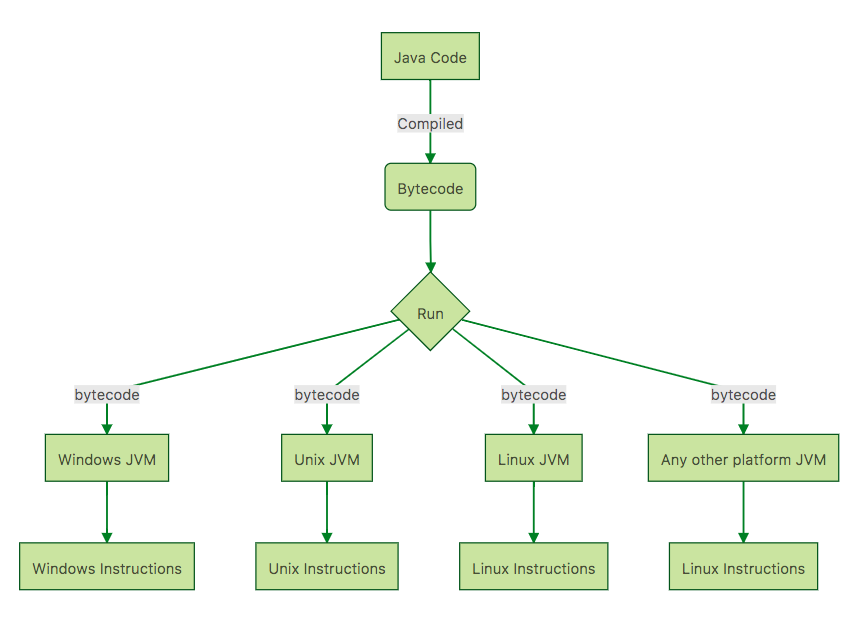 Java Code
Compiled
Bytecode
Run
bytecode
bytecode
bytecode
bytecode
Windows JVM
Unix JVM
Linux JVM
Any other platform JVM
Windows Instructions
Unix Instructions
Linux Instructions
Linux Instructions